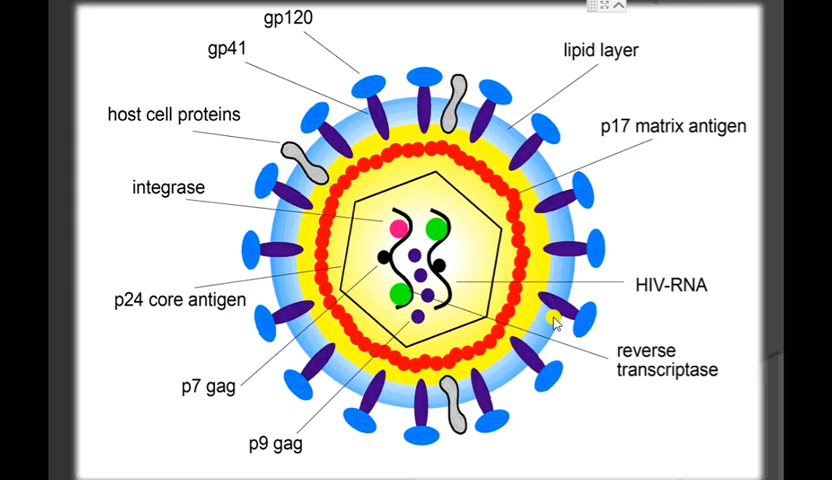 gp120
gp41
lipid layer
host cell proteins
p17 matrix antigen
integrase
p24 core antigen
HIV-RNA
reverse
transcriptase
p7 gag
p9 gag